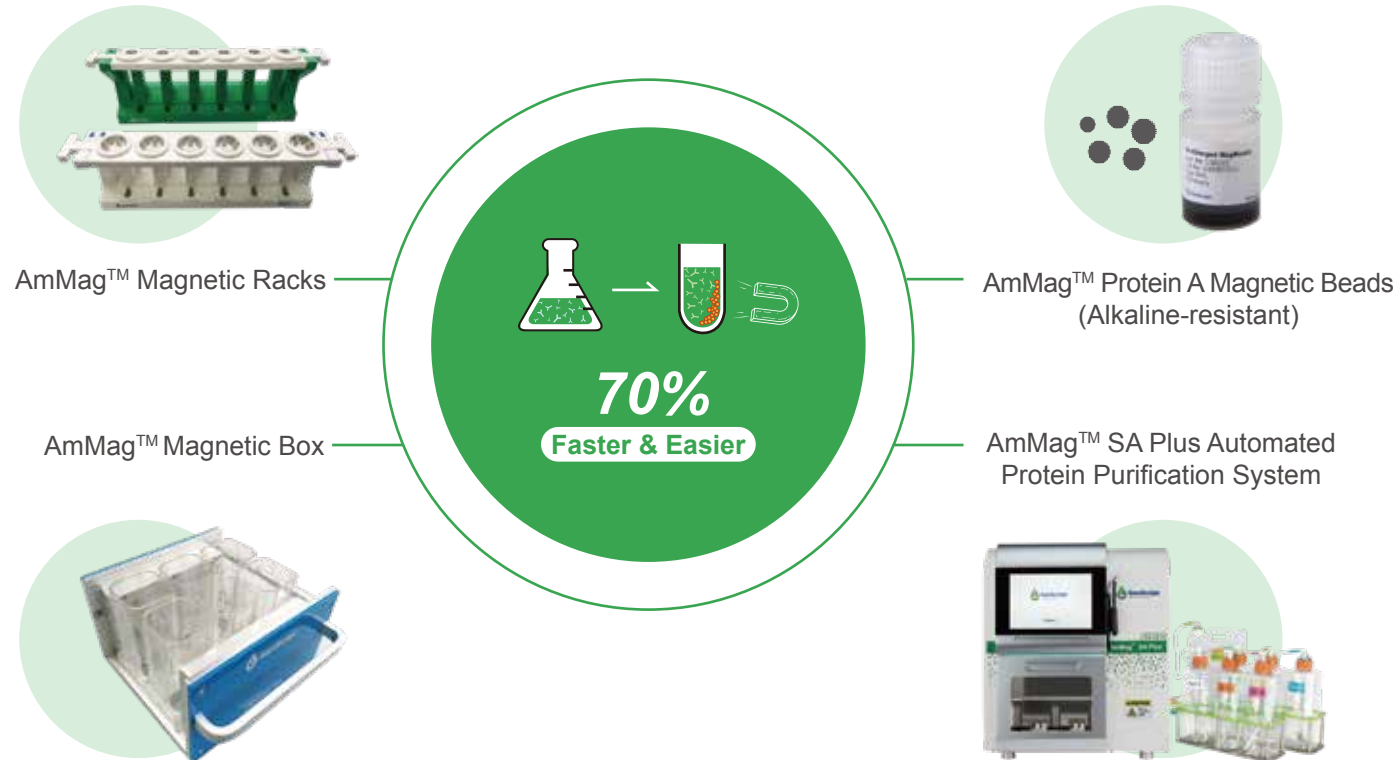 AmMag™ Magnetic Racks
AmMag™ Protein A Magnetic Beads
(Alkaline-resistant)
70%
Faster & Easier
AmMag™ Magnetic Box
AmMag™ SA Plus Automated
Protein Purification System